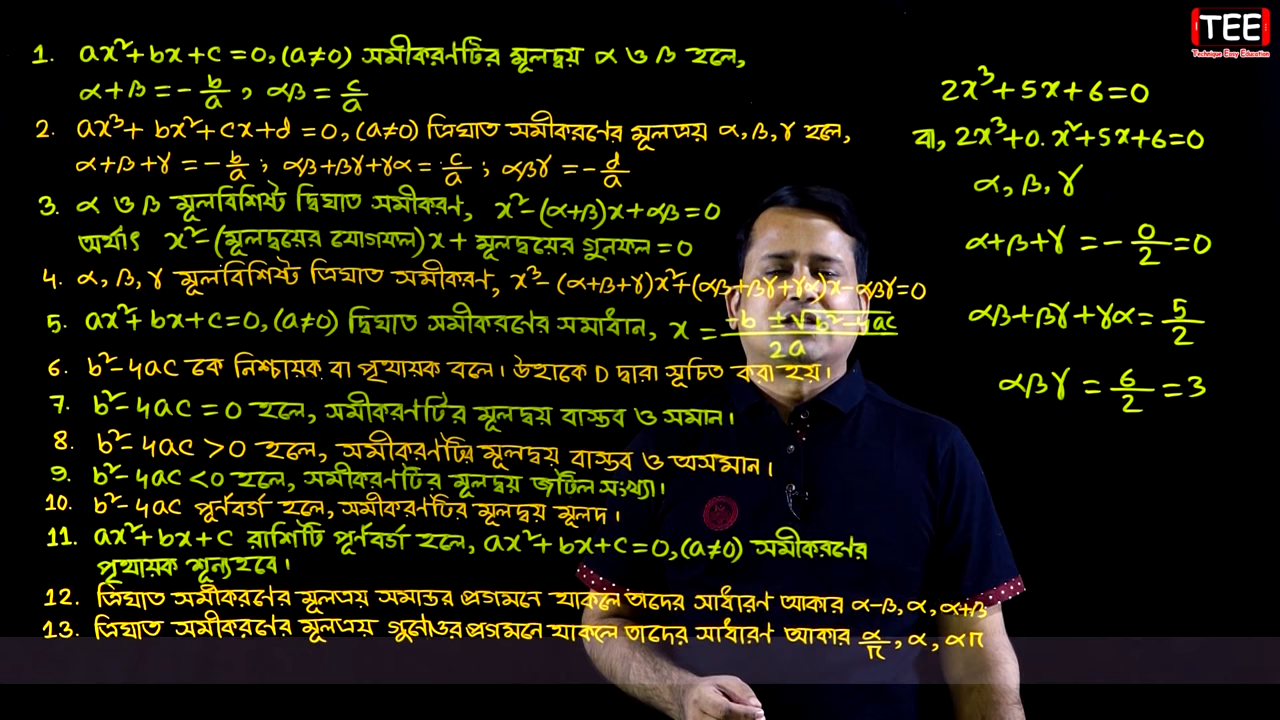 1. ax²+bx+c=0,(a≠0) সমীকরণটির মূলদ্বয় α ও β হলে,
α+β = -b/a , αβ = c/a
2. ax³+bx²+cx+d=0,(a≠0) ত্রিঘাত সমীকরণের মূলত্রয় α,β,γ হলে,
α+β+γ = -b/a ; αβ+βγ+γα = c/a ; αβγ = -d/a
3. α ও β মূলবিশিষ্ট দ্বিঘাত সমীকরণ, x²-(α+β)x+αβ=0
অর্থাৎ x²-(মূলদ্বয়ের যোগফল)x+মূলদ্বয়ের গুনফল=0
4. α, β, γ মূলবিশিষ্ট ত্রিঘাত সমীকরণ, x³-(α+β+γ)x²+(αβ+βγ+γα)x-αβγ=0
5. ax²+bx+c=0,(a≠0) দ্বিঘাত সমীকরণের সমাধান, x = (-b ±√(b²-4ac))/2a
6. b²-4ac কে নিশ্চায়ক বা পৃথায়ক বলে। উহাকে D দ্বারা সূচিত করা হয়।
7. b²-4ac=0 হলে, সমীকরণটির মূলদ্বয় বাস্তব ও সমান।
8. b²-4ac>0 হলে, সমীকরণটির মূলদ্বয় বাস্তব ও অসমান।
9. b²-4ac<0 হলে, সমীকরণটির মূলদ্বয় জটিল সংখ্যা।
10. b²-4ac পূর্ণবর্গ হলে, সমীকরণটির মূলদ্বয় মূলদ।
11. ax²+bx+c রাশিটি পূর্ণবর্গ হলে, ax²+bx+c=0,(a≠0) সমীকরণের
পৃথায়ক শূন্য হবে।
12. ত্রিঘাত সমীকরণের মূলত্রয় সমান্তর প্রগমনে থাকলে তাদের সাধারণ আকার α-β, α, α+β
13. ত্রিঘাত সমীকরণের মূলত্রয় গুনোত্তর প্রগমনে থাকলে তাদের সাধারণ আকার α/π, α, απ
TEE
Technique Easy Education
2x³+5x+6=0
বা, 2x³+0.x²+5x+6=0
α, β, γ
α+β+γ = -0/2 = 0
αβ+βγ+γα = 5/2
αβγ = 6/2 = 3